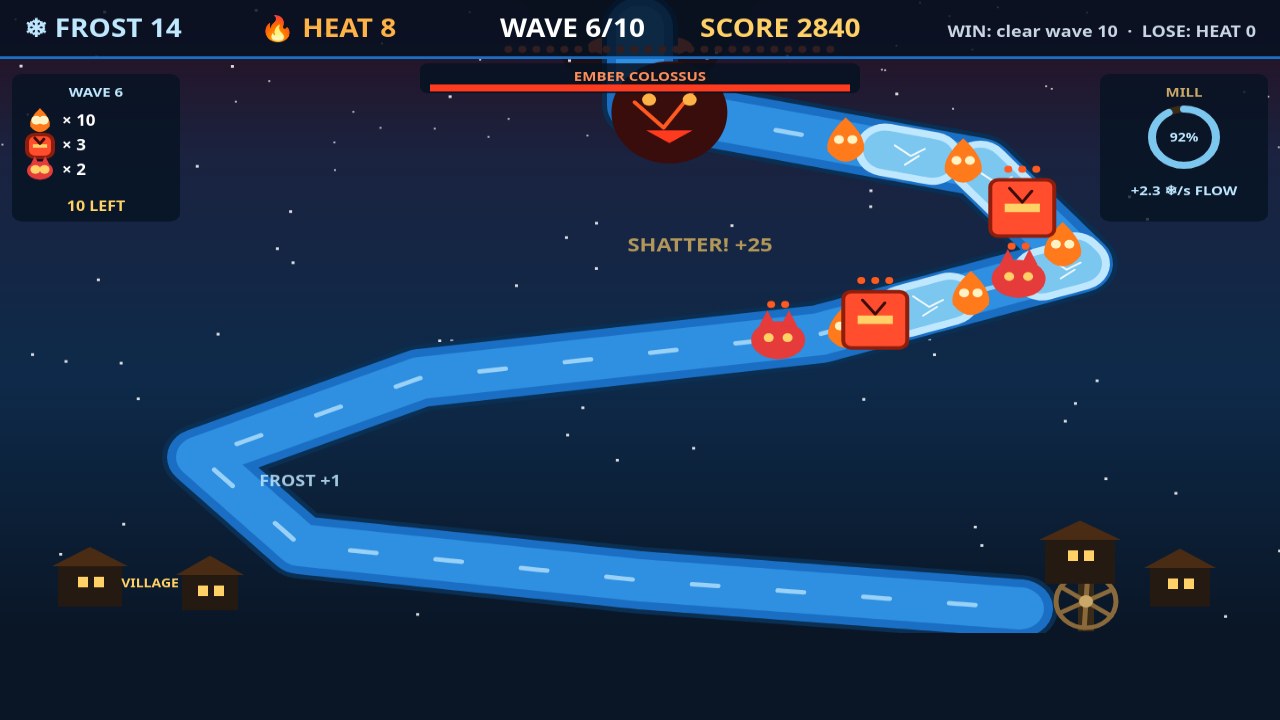 ❄ FROST 14
🔥 HEAT 8
WAVE 6/10
SCORE 2840
WIN: clear wave 10 · LOSE: HEAT 0
EMBER COLOSSUS
WAVE 6
× 10
× 3
× 2
10 LEFT
MILL
92%
+2.3 ❄/s FLOW
SHATTER! +25
FROST +1
VILLAGE